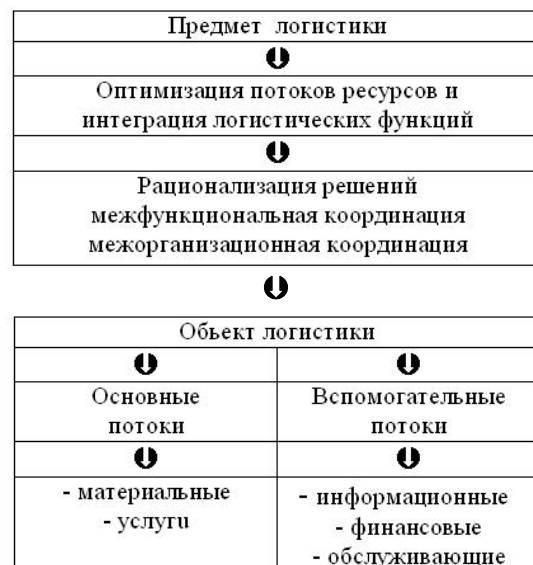 Предмет логистики
Оптимизация потоков ресурсов и
интеграция логистических функций
Рационализация решений
межфункциональная координация
межорганизационная координация
Обьект логистики
Основные
потоки
Вспомогательные
потоки
- материальные
- услуги
- информационные
- финансовые
- обслуживающие